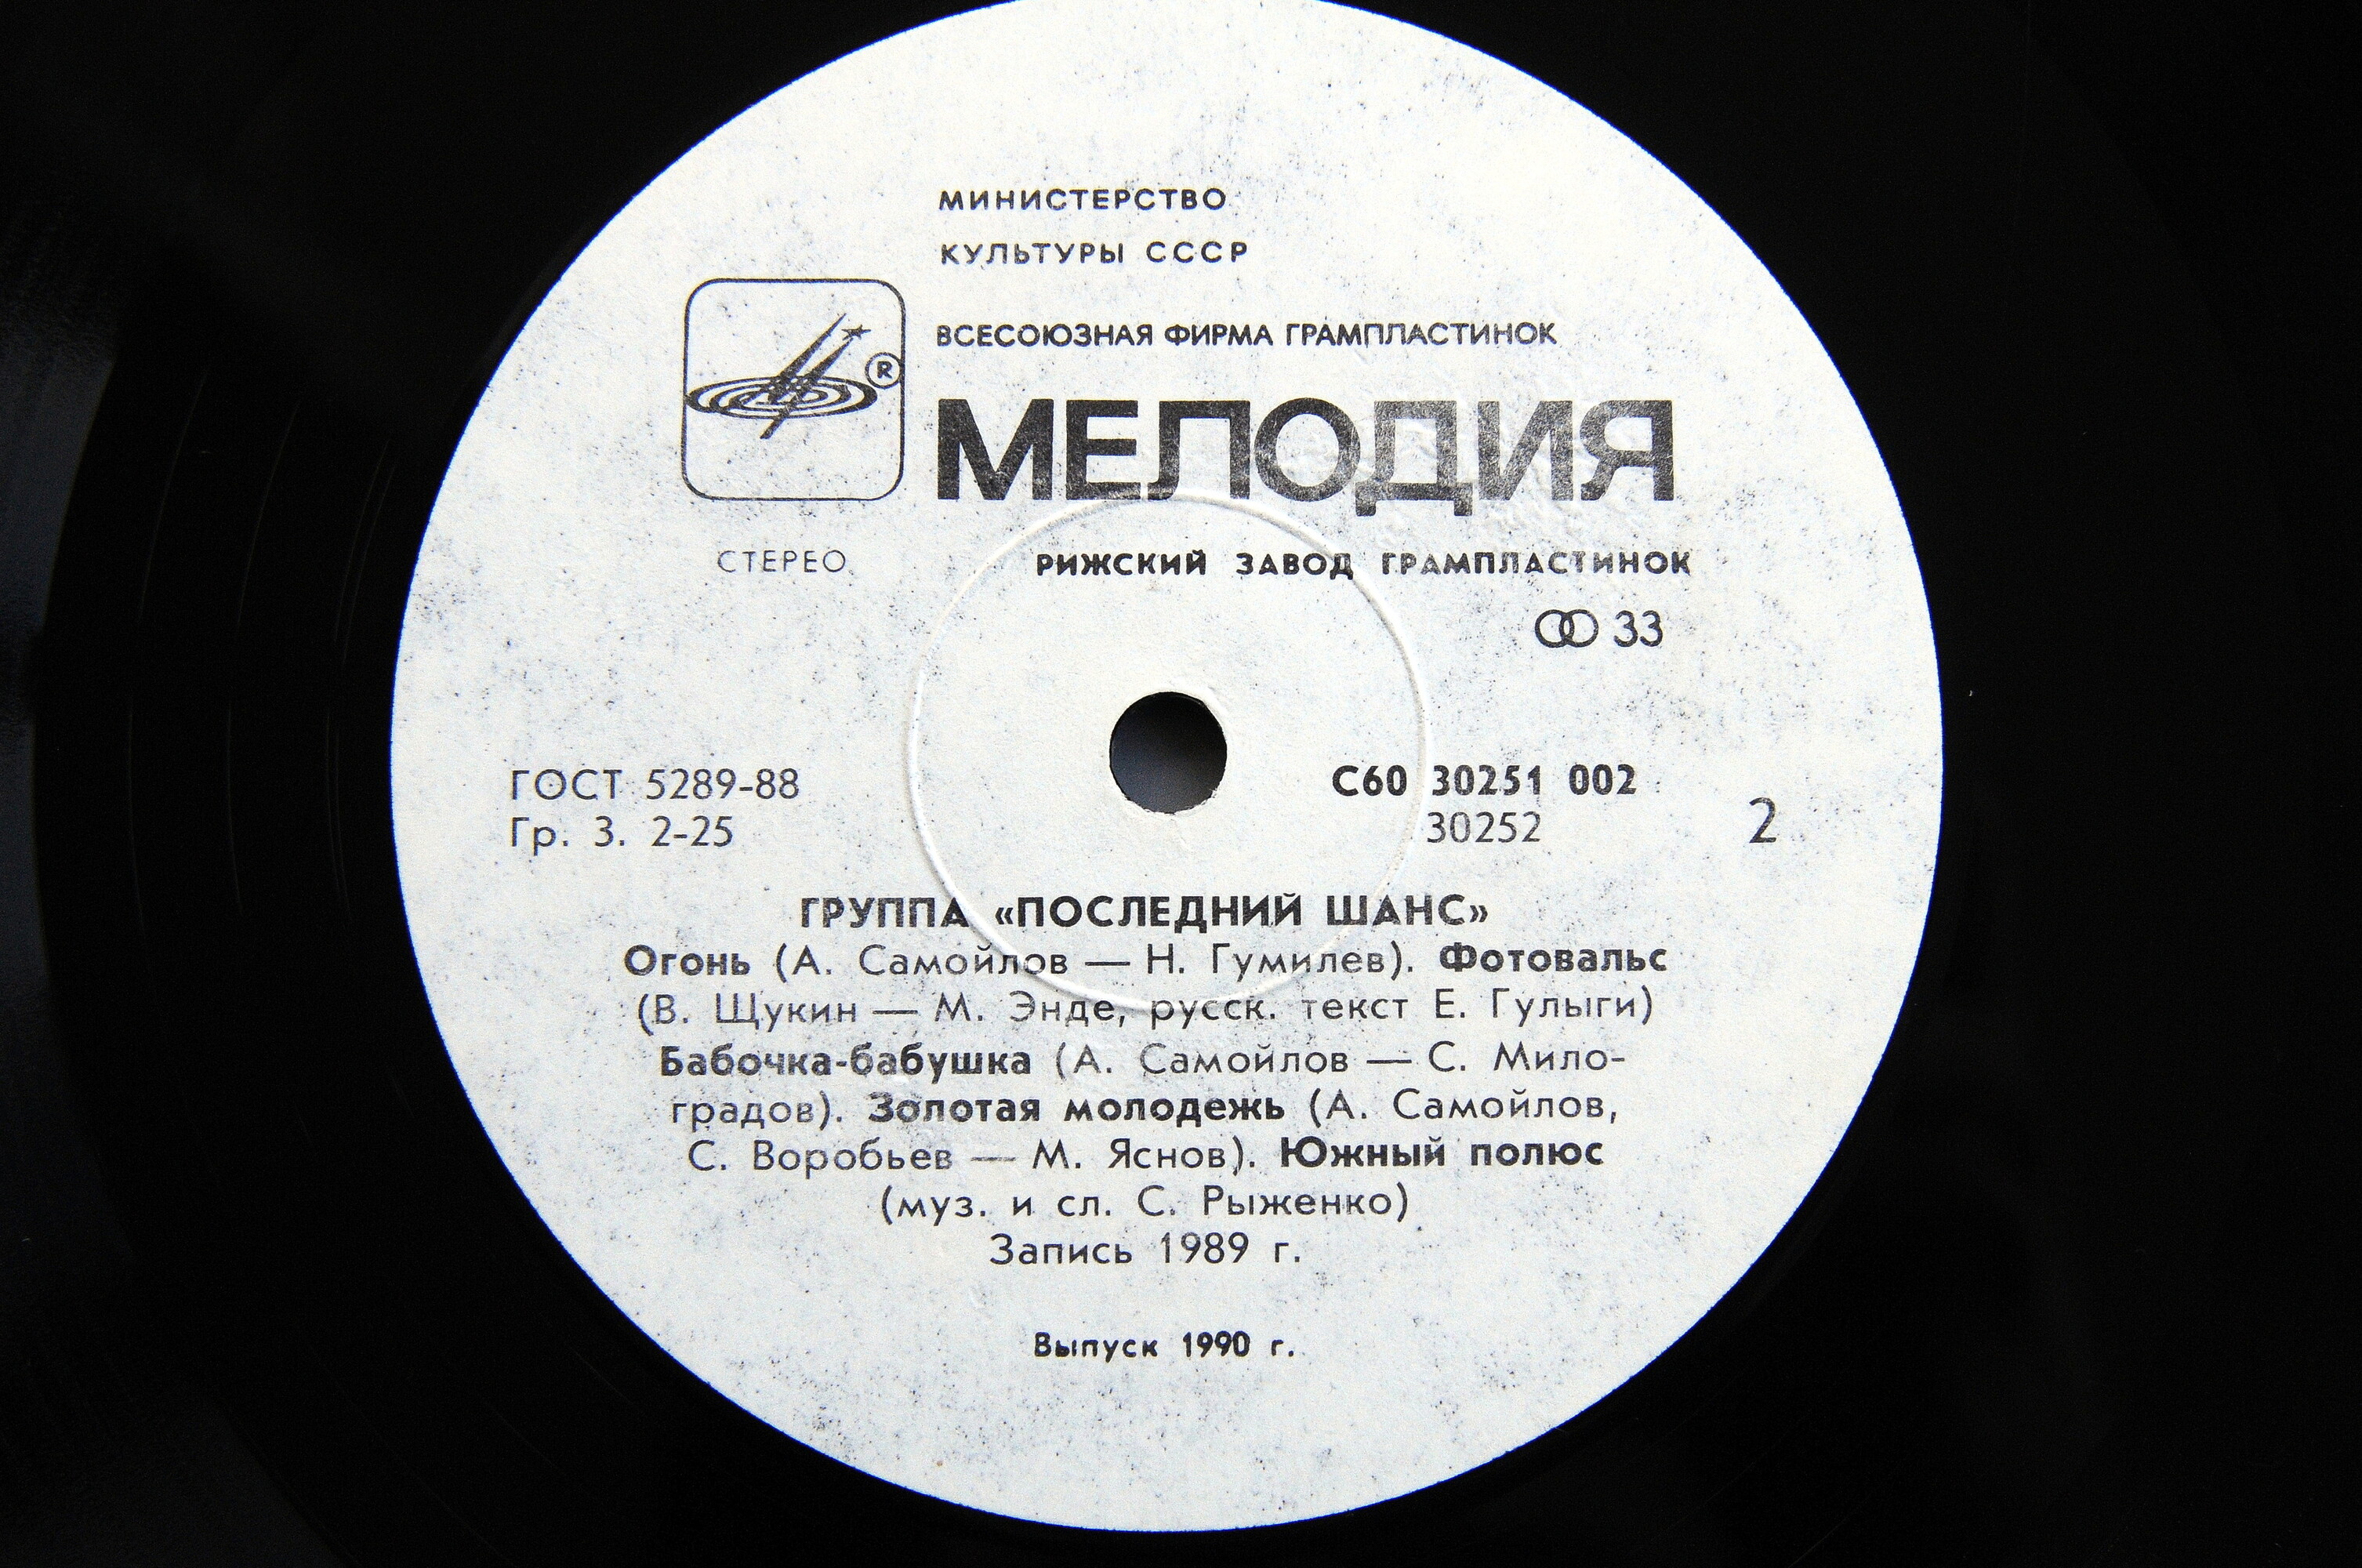 МИНИСТЕРСТВО
КУЛЬТУРЫ СССР
ВСЕСОЮЗНАЯ ФИРМА ГРАМПЛАСТИНОК
®
МЕЛОДИЯ
СТЕРЕО
РИЖСКИЙ ЗАВОД ГРАМПЛАСТИНОК
33
ГОСТ 5289-88
Гр. 3. 2-25
С60 30251 002
30252
2
ГРУППА «ПОСЛЕДНИЙ ШАНС»
Огонь (А. Самойлов — Н. Гумилев). Фотовальс
(В. Щукин — М. Энде, русск. текст Е. Гулыги)
Бабочка-бабушка (А. Самойлов — С. Мило-
градов). Золотая молодежь (А. Самойлов,
С. Воробьев — М. Яснов). Южный полюс
(муз. и сл. С. Рыженко)
Запись 1989 г.
Выпуск 1990 г.